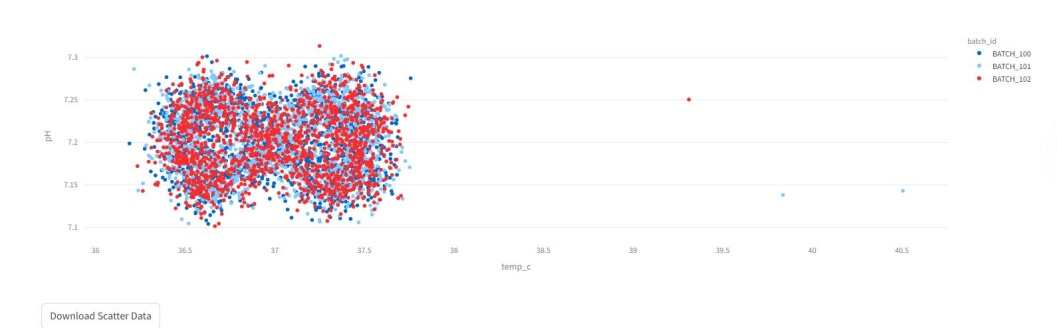 batch_id
BATCH_100
BATCH_101
BATCH_102
7.3
7.25
7.2
7.15
7.1
pH
36 36.5 37 37.5 38 38.5 39 39.5 40 40.5
temp_c
Download Scatter Data